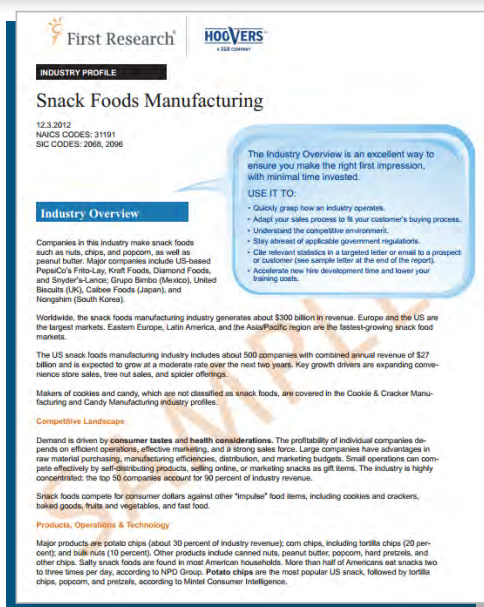 First Research
HOOVERS
A D&B COMPANY
INDUSTRY PROFILE
Snack Foods Manufacturing
12.3.2012
NAICS CODES: 31191
SIC CODES: 2068, 2096
The Industry Overview is an excellent way to
ensure you make the right first impression,
with minimal time invested.
USE IT TO:
• Quickly grasp how an industry operates.
• Adapt your sales process to fit your customer's buying process.
• Understand the competitive environment.
• Stay abreast of applicable government regulations.
• Cite relevant statistics in a targeted letter or email to a prospect
or customer (see sample letter at the end of the report).
• Accelerate new hire development time and lower your
training costs.
Industry Overview
Companies in this industry make snack foods
such as nuts, chips, and popcorn, as well as
peanut butter. Major companies include US-based
PepsiCo's Frito-Lay, Kraft Foods, Diamond Foods,
and Snyder's-Lance; Grupo Bimbo (Mexico), United
Biscuits (UK), Calbee Foods (Japan), and
Nongshim (South Korea).
Worldwide, the snack foods manufacturing industry generates about $300 billion in revenue. Europe and the US are
the largest markets. Eastern Europe, Latin America, and the Asia/Pacific region are the fastest-growing snack food
markets.
The US snack foods manufacturing industry includes about 500 companies with combined annual revenue of $27
billion and is expected to grow at a moderate rate over the next two years. Key growth drivers are expanding conve-
nience store sales, tree nut sales, and spicier offerings.
Makers of cookies and candy, which are not classified as snack foods, are covered in the Cookie & Cracker Manu-
facturing and Candy Manufacturing industry profiles.
Competitive Landscape
Demand is driven by consumer tastes and health considerations. The profitability of individual companies de-
pends on efficient operations, effective marketing, and a strong sales force. Large companies have advantages in
raw material purchasing, manufacturing efficiencies, distribution, and marketing budgets. Small operations can com-
pete effectively by self-distributing products, selling online, or marketing snacks as gift items. The industry is highly
concentrated: the top 50 companies account for 90 percent of industry revenue.
Snack foods compete for consumer dollars against other "impulse" food items, including cookies and crackers,
baked goods, fruits and vegetables, and fast food.
Products, Operations & Technology
Major products are potato chips (about 30 percent of industry revenue); corn chips, including tortilla chips (20 per-
cent); and bulk nuts (10 percent). Other products include canned nuts, peanut butter, popcorn, hard pretzels, and
other chips. Salty snack foods are found in most American households. More than half of Americans eat snacks two
to three times per day, according to NPD Group. Potato chips are the most popular US snack, followed by tortilla
chips, popcorn, and pretzels, according to Mintel Consumer Intelligence.
SAMPLE